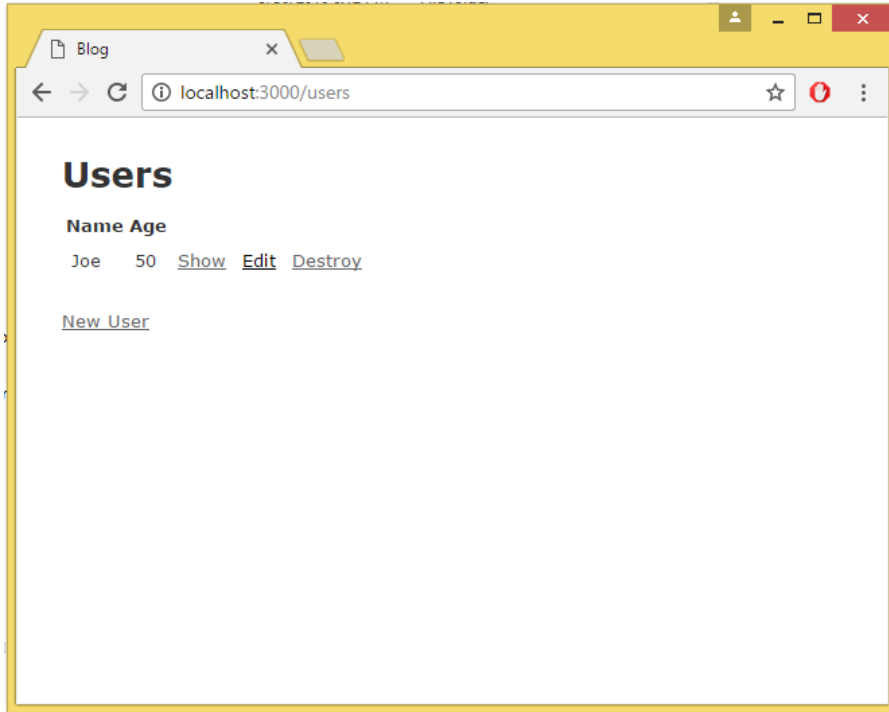 Blog
localhost:3000/users
Users
Name Age
Joe 50 Show Edit Destroy
New User